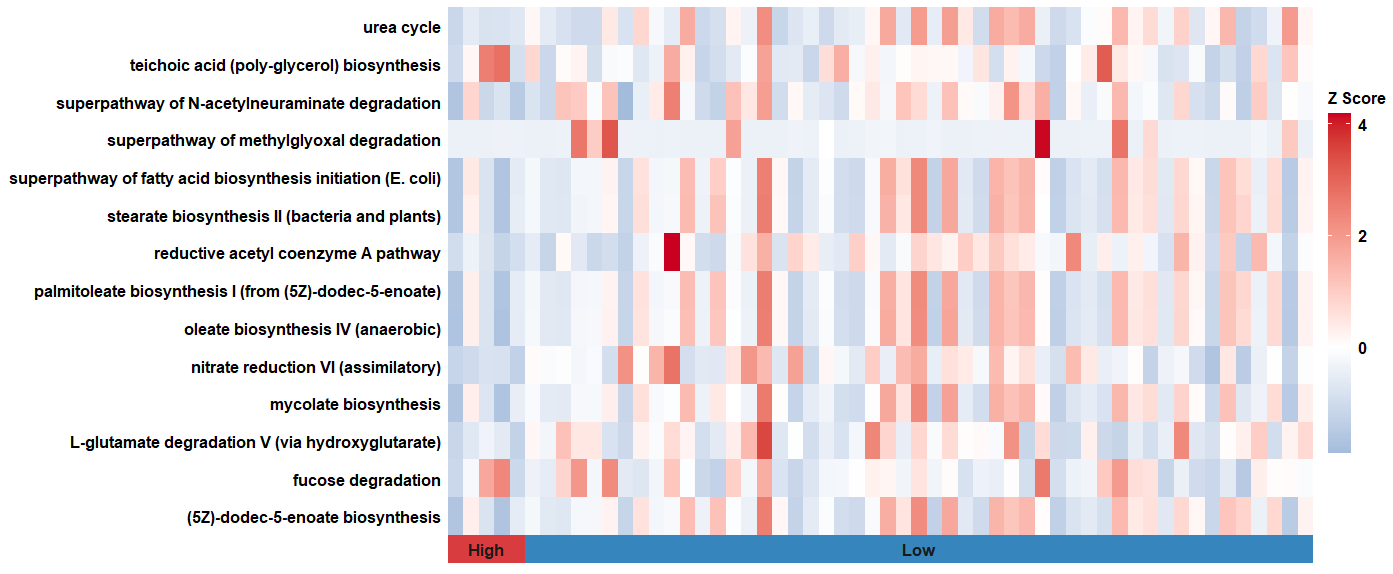 urea cycle
teichoic acid (poly-glycerol) biosynthesis
superpathway of N-acetylneuraminate degradation
superpathway of methylglyoxal degradation
superpathway of fatty acid biosynthesis initiation (E. coli)
stearate biosynthesis II (bacteria and plants)
reductive acetyl coenzyme A pathway
palmitoleate biosynthesis I (from (5Z)-dodec-5-enoate)
oleate biosynthesis IV (anaerobic)
nitrate reduction VI (assimilatory)
mycolate biosynthesis
L-glutamate degradation V (via hydroxyglutarate)
fucose degradation
(5Z)-dodec-5-enoate biosynthesis
High
Low
Z Score
4
2
0